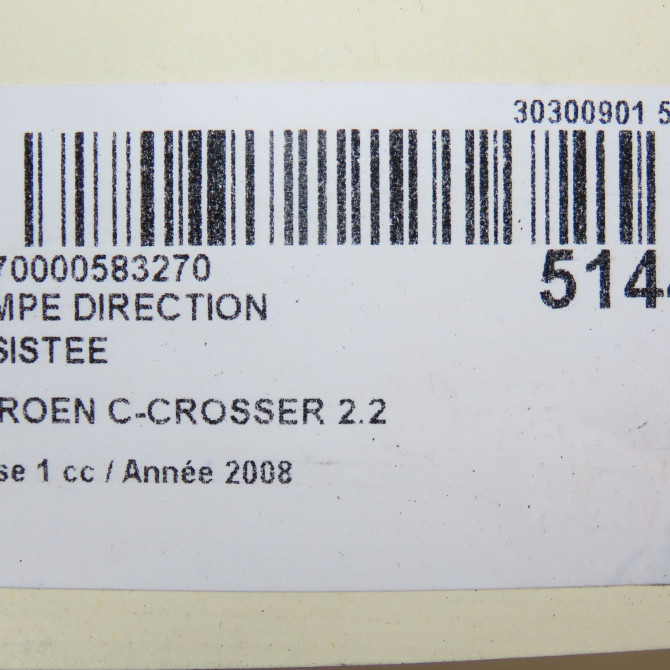 30300901 5
70000583270
514
MPE DIRECTION
SISTEE
ROEN C-CROSSER 2.2
se 1 cc / Année 2008